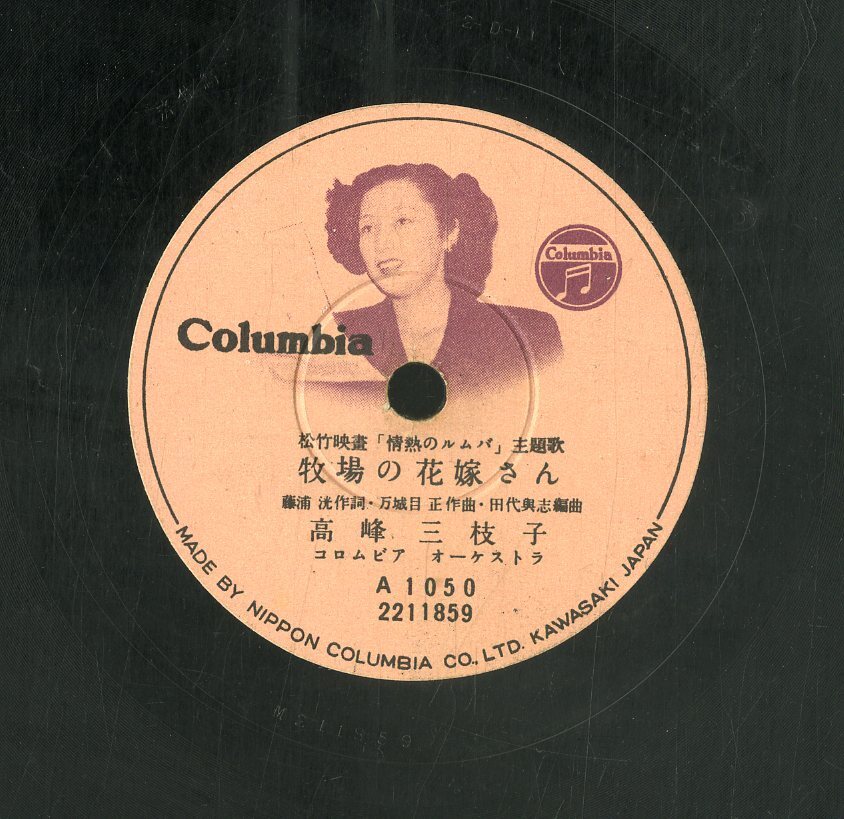 2-D-11
Columbia
Columbia
松竹映畫「情熱のルムバ」主題歌
牧場の花嫁さん
藤浦 洸作詞・万城目 正作曲・田代與志編曲
高峰 三枝子
コロムビア オーケストラ
A 1050
2211859
MADE BY NIPPON COLUMBIA CO., LTD. KAWASAKI JAPAN
M211859